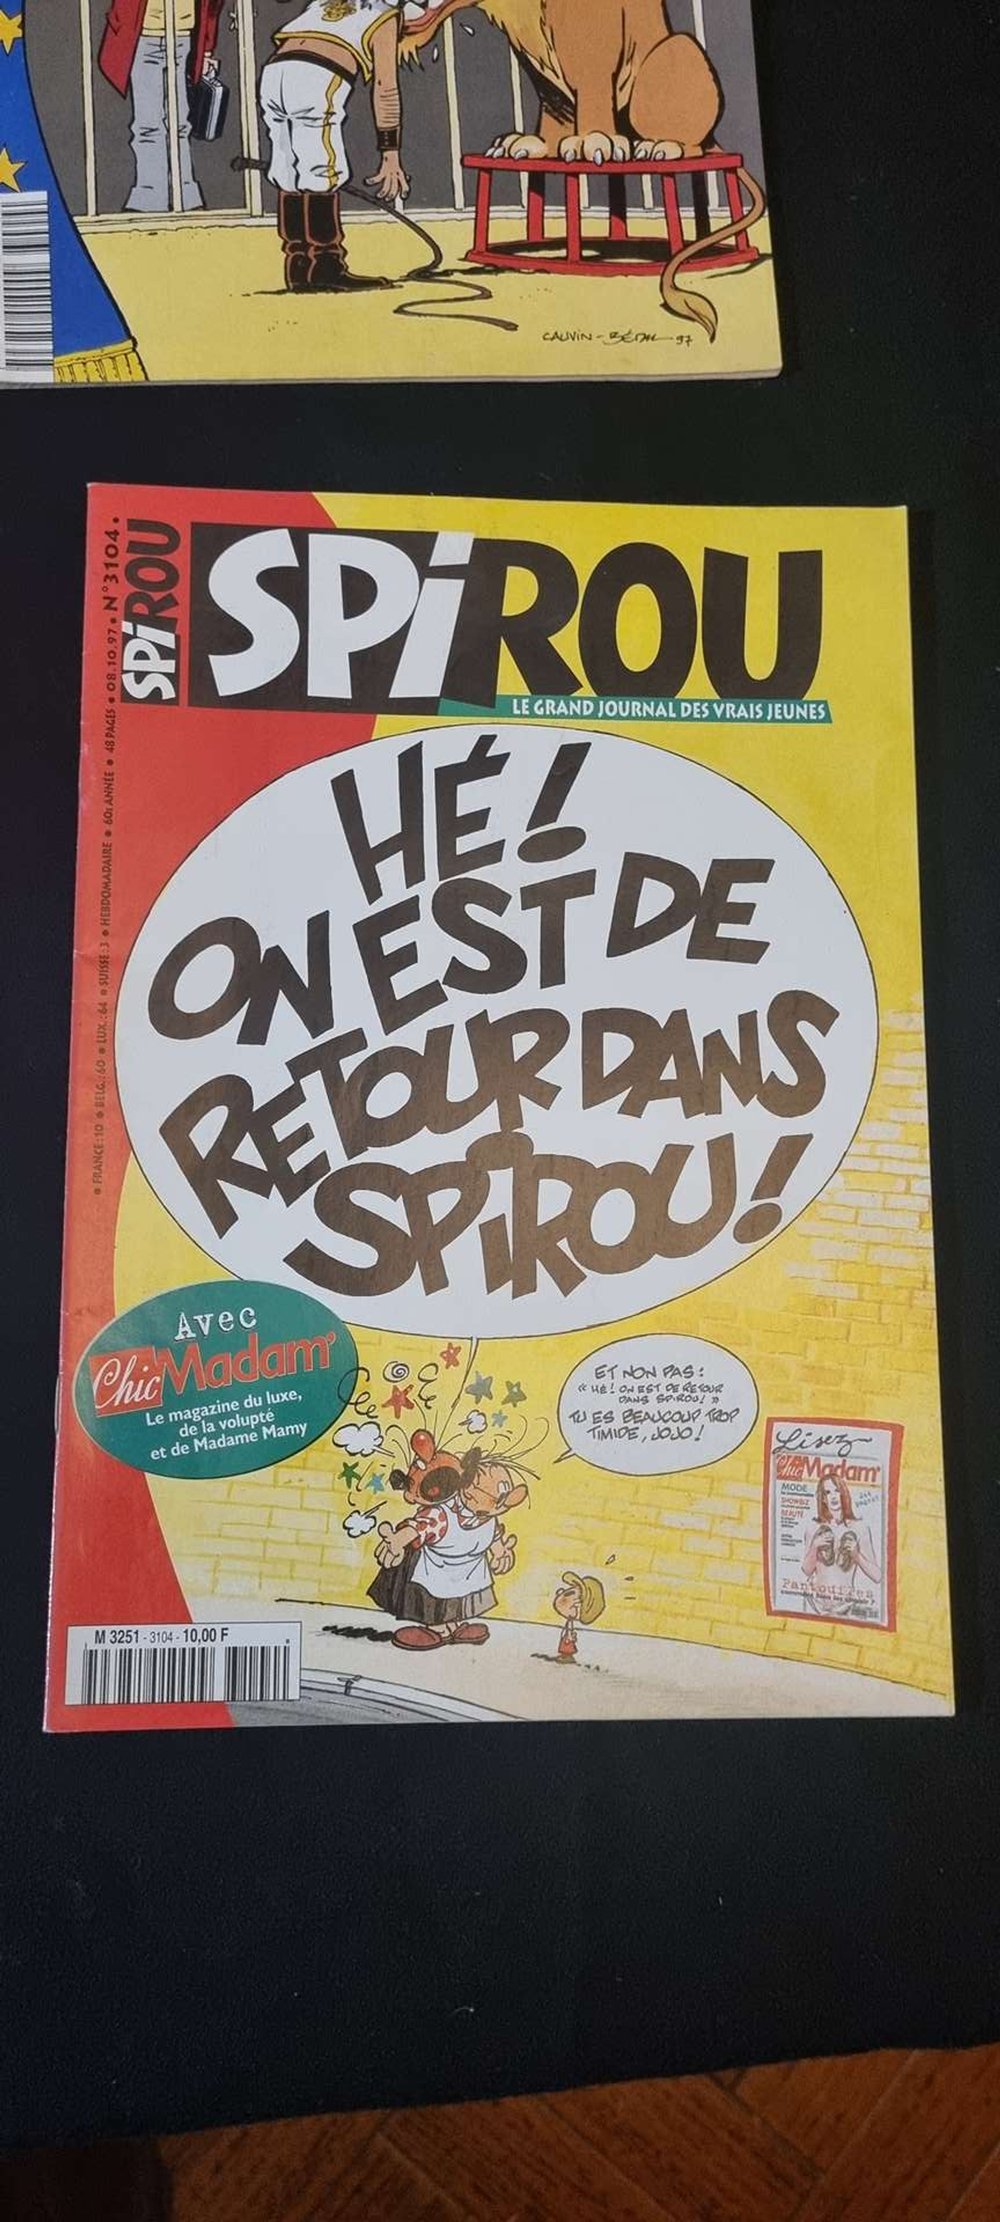 CAUVIN - BÉDU 97
N°3104.
08.10.97
48 PAGES
60e ANNÉE
HEBDOMADAIRE
SUISSE : 3
LUX. : 64
BELG. : 60
FRANCE : 10
SPiROU
SPiROU
LE GRAND JOURNAL DES VRAIS JEUNES
HÉ!
ON EST DE
RETOUR DANS
SPiROU!
Avec
Chic Madam'
Le magazine du luxe,
de la volupté
et de Madame Mamy
ET NON PAS :
"HÉ! ON EST DE RETOUR
DANS SPIROU!"
TU ES BEAUCOUP TROP
TIMIDE, JOJO!
Lisez
Chic Madam'
MODE
SHOWBIZ
BEAUTÉ
Pantoufles
M 3251 - 3104 - 10,00 F